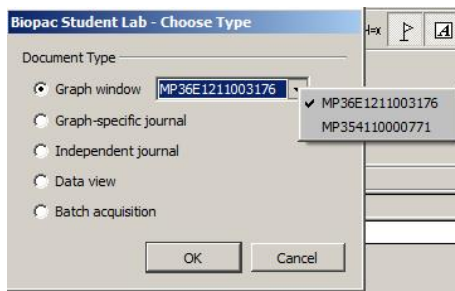 Biopac Student Lab - Choose Type
Document Type
Graph window MP36E1211003176
MP36E1211003176
MP354110000771
Graph-specific journal
Independent journal
Data view
Batch acquisition
OK Cancel